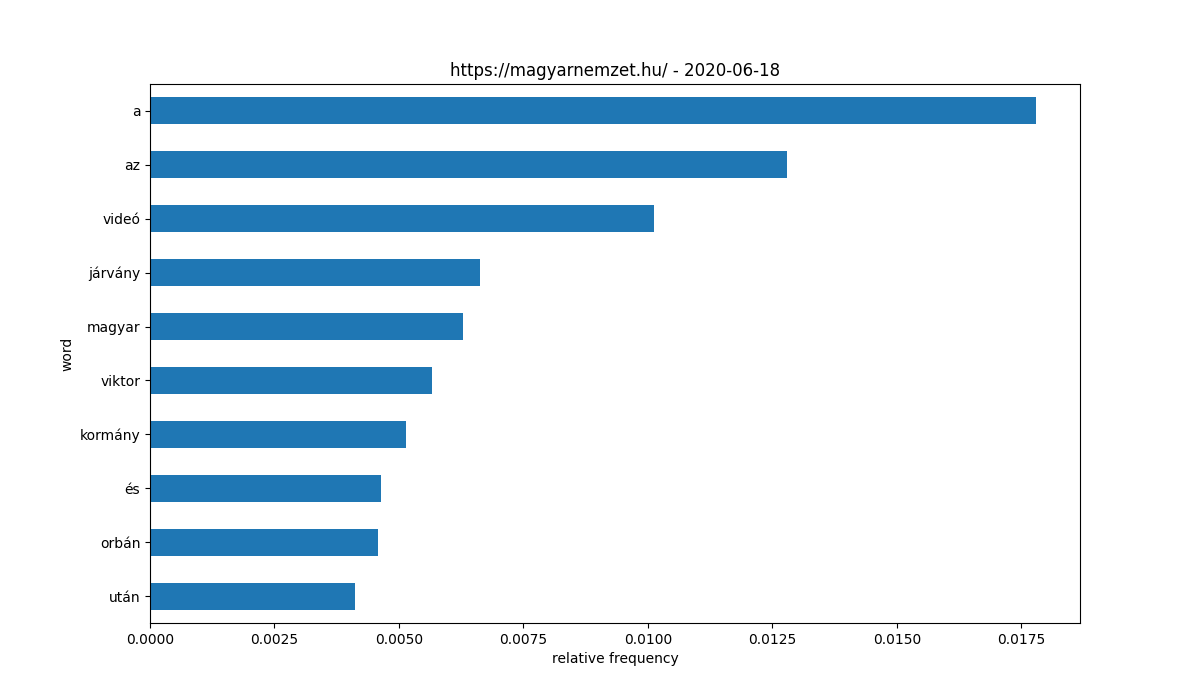 https://magyarnemzet.hu/ - 2020-06-18
a
az
videó
járvány
magyar
viktor
kormány
és
orbán
után
word
0.0000 0.0025 0.0050 0.0075 0.0100 0.0125 0.0150 0.0175
relative frequency